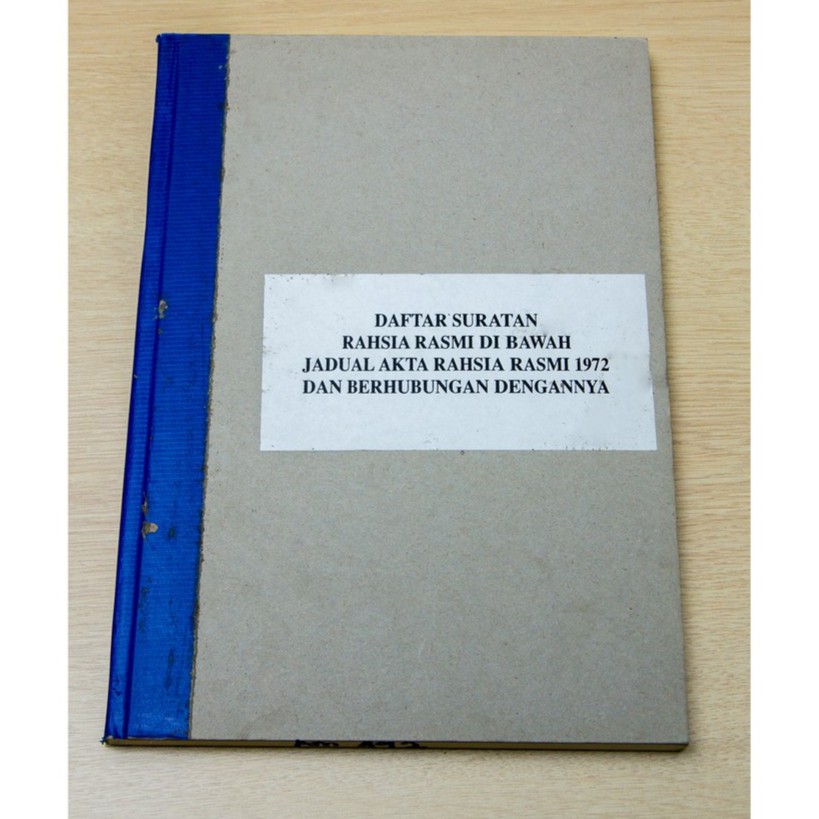 DAFTAR SURATAN
RAHSIA RASMI DI BAWAH
JADUAL AKTA RAHSIA RASMI 1972
DAN BERHUBUNGAN DENGANNYA